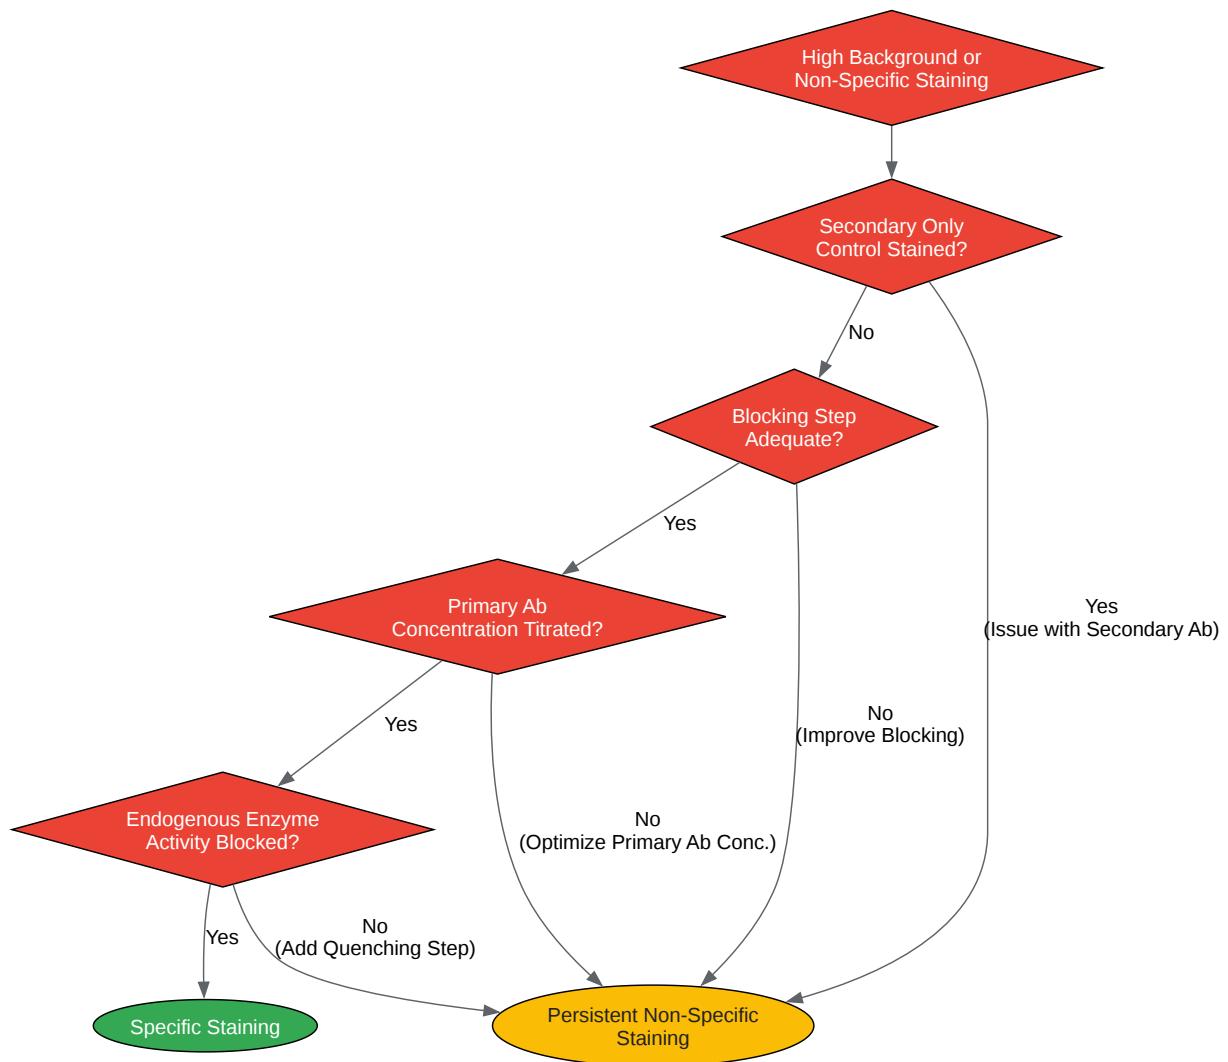 High Background or
Non-Specific Staining
Secondary Only
Control Stained?
No
Blocking Step
Adequate?
Yes
Primary Ab
Concentration Titrated?
Yes
(Issue with Secondary Ab)
No
(Improve Blocking)
Yes
Endogenous Enzyme
Activity Blocked?
No
(Optimize Primary Ab Conc.)
Yes
No
(Add Quenching Step)
Specific Staining
Persistent Non-Specific
Staining